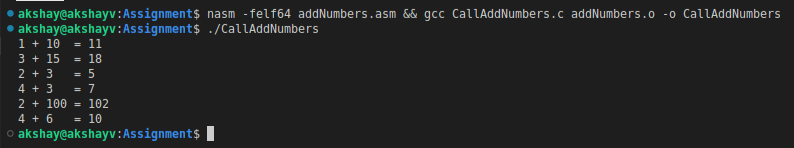 akshay@akshayv:Assignment$ nasm -felf64 addNumbers.asm && gcc CallAddNumbers.c addNumbers.o -o CallAddNumbers
akshay@akshayv:Assignment$ ./CallAddNumbers
1 + 10  = 11
3 + 15  = 18
2 + 3   = 5
4 + 3   = 7
2 + 100 = 102
4 + 6   = 10
akshay@akshayv:Assignment$